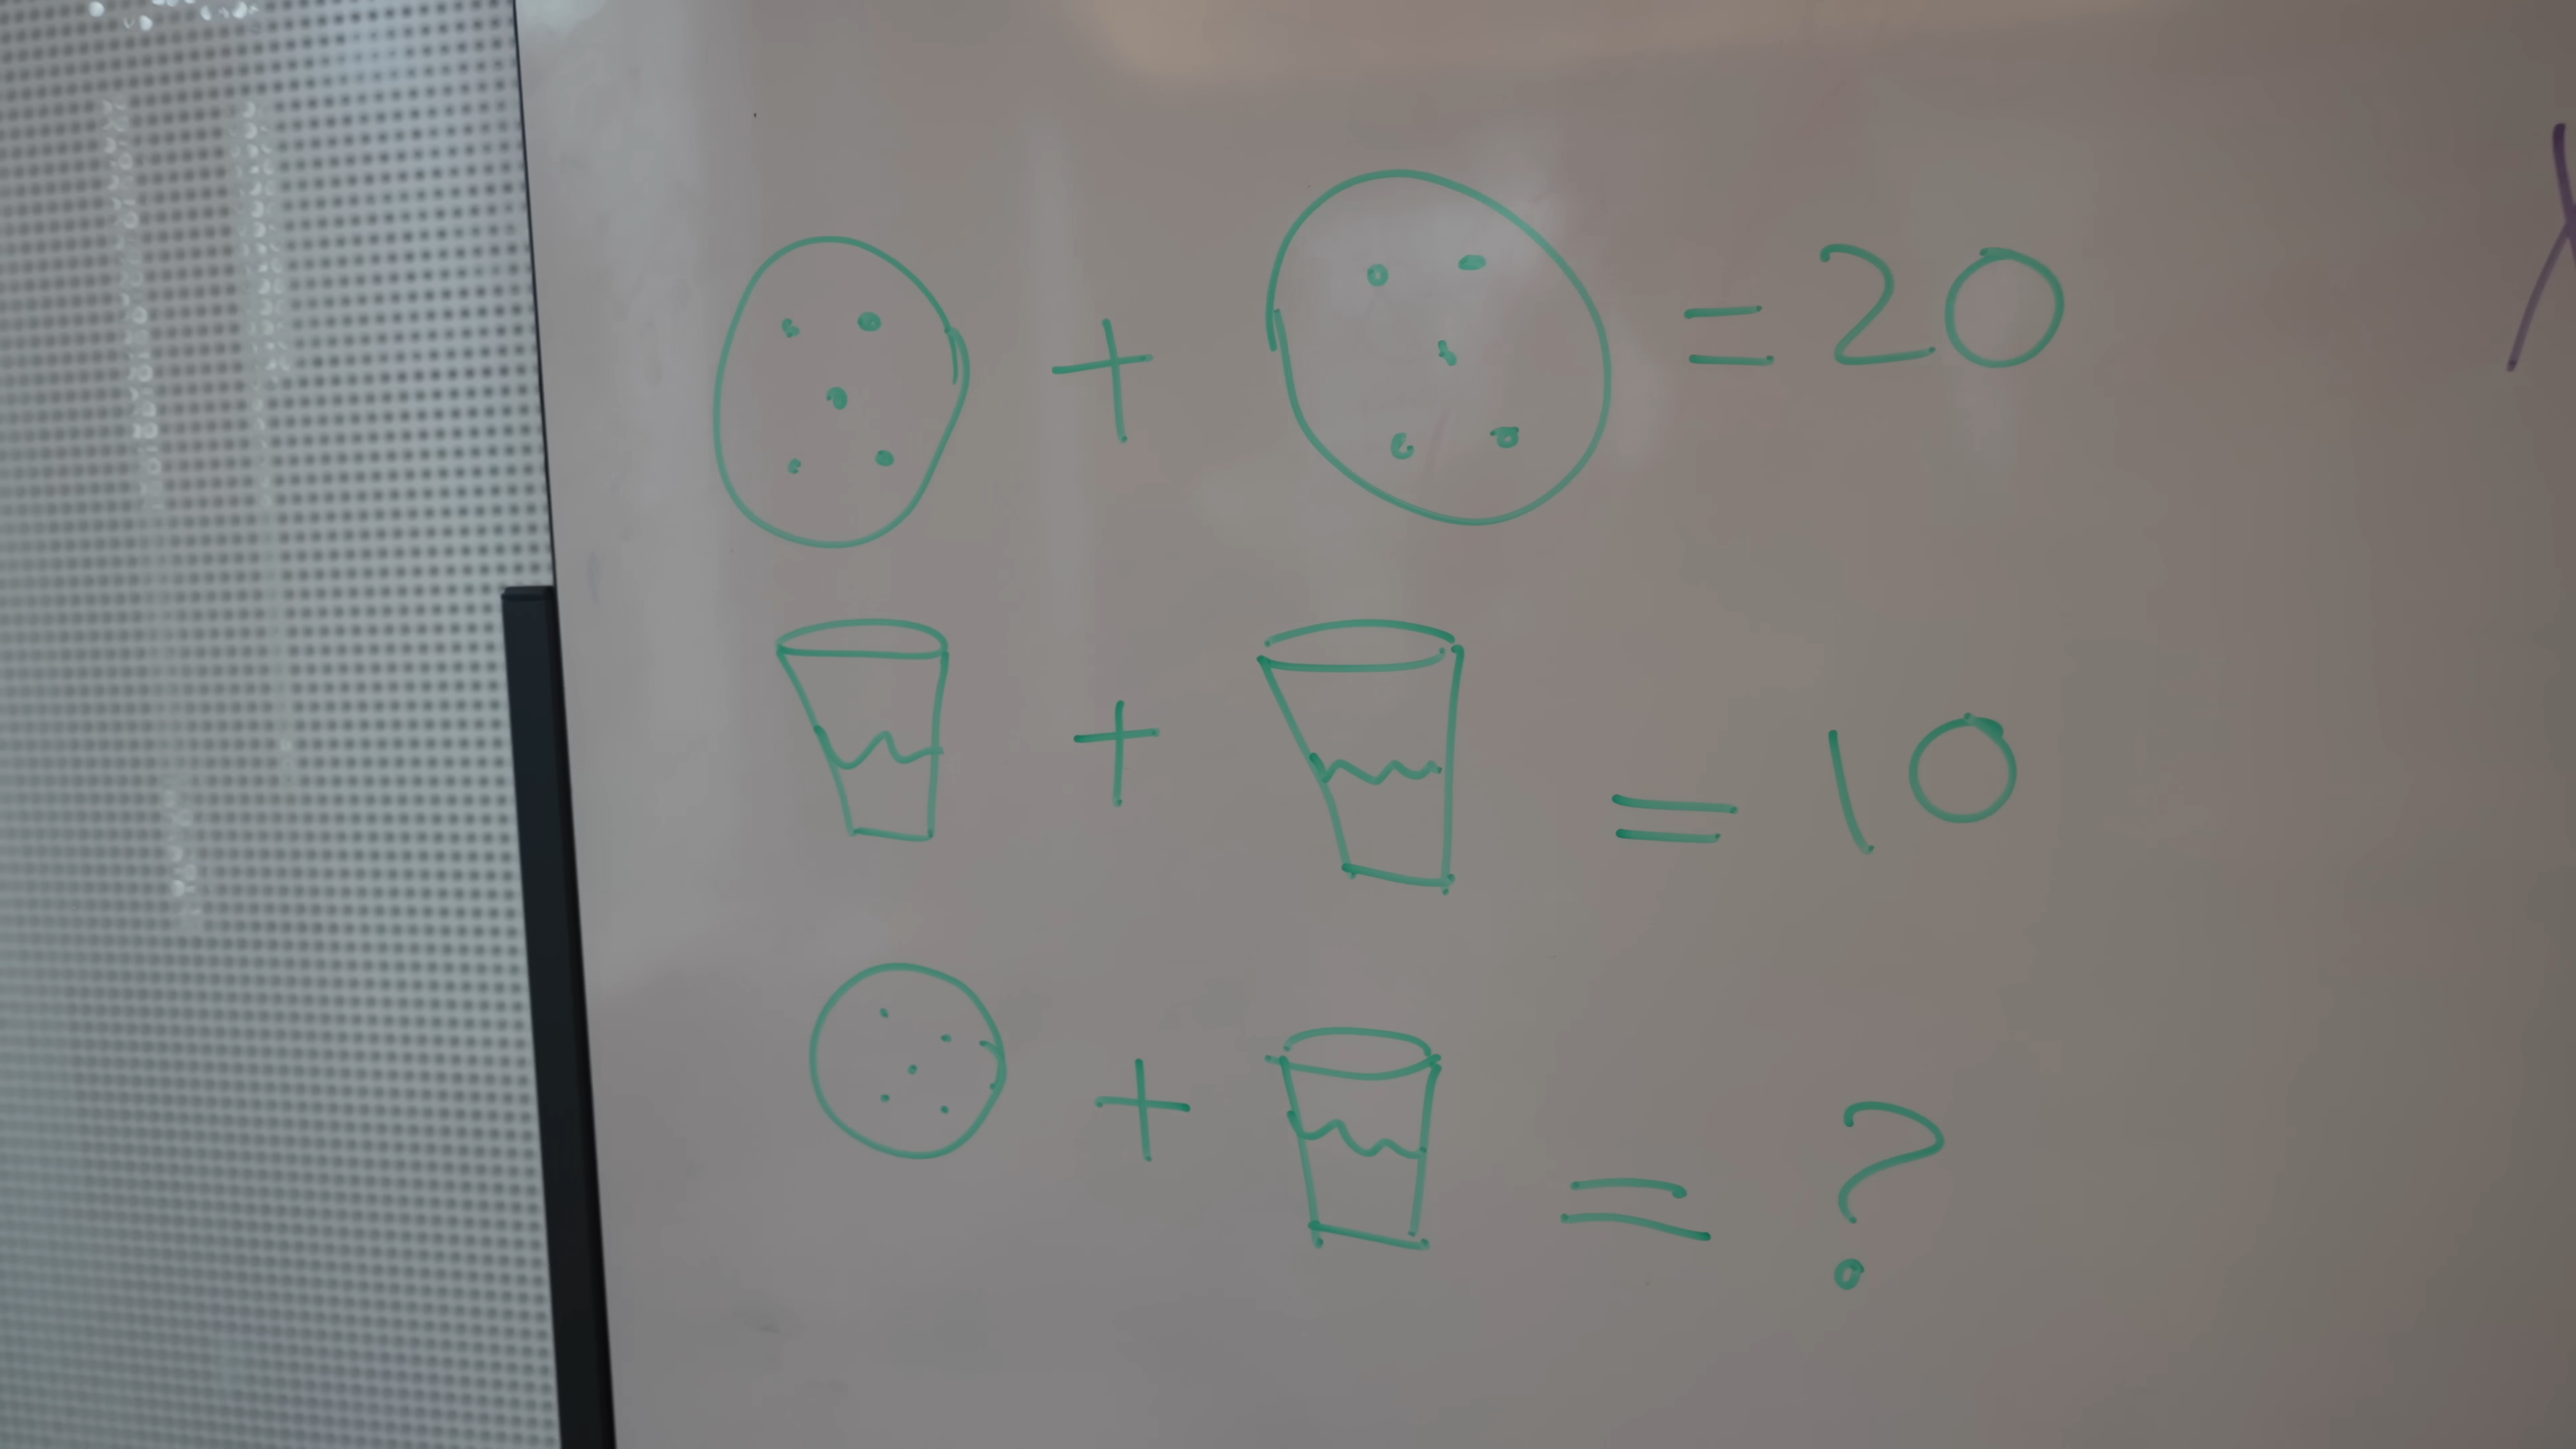 + = 20
+ = 10
+ = ?